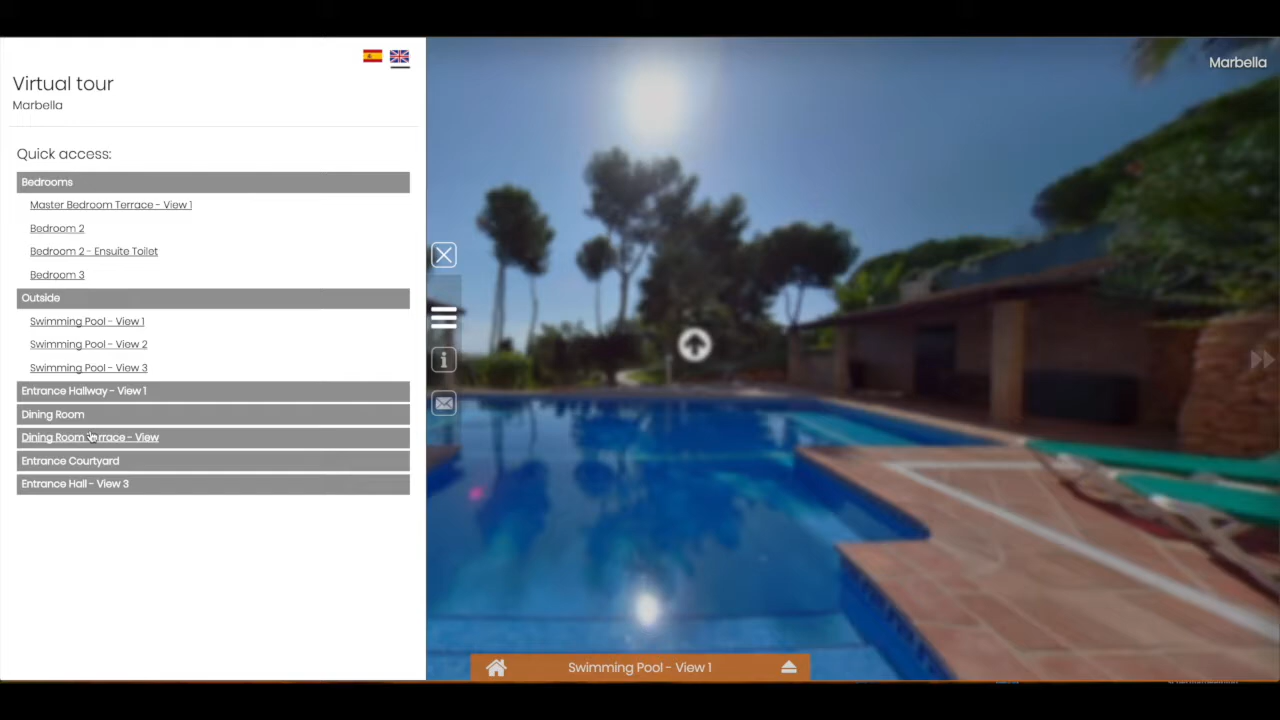 Virtual tour
Marbella
Quick access:
Bedrooms
Master Bedroom Terrace - View 1
Bedroom 2
Bedroom 2 - Ensuite Toilet
Bedroom 3
Outside
Swimming Pool - View 1
Swimming Pool - View 2
Swimming Pool - View 3
Entrance Hallway - View 1
Dining Room
Dining Room Terrace - View
Entrance Courtyard
Entrance Hall - View 3
Marbella
Swimming Pool - View 1